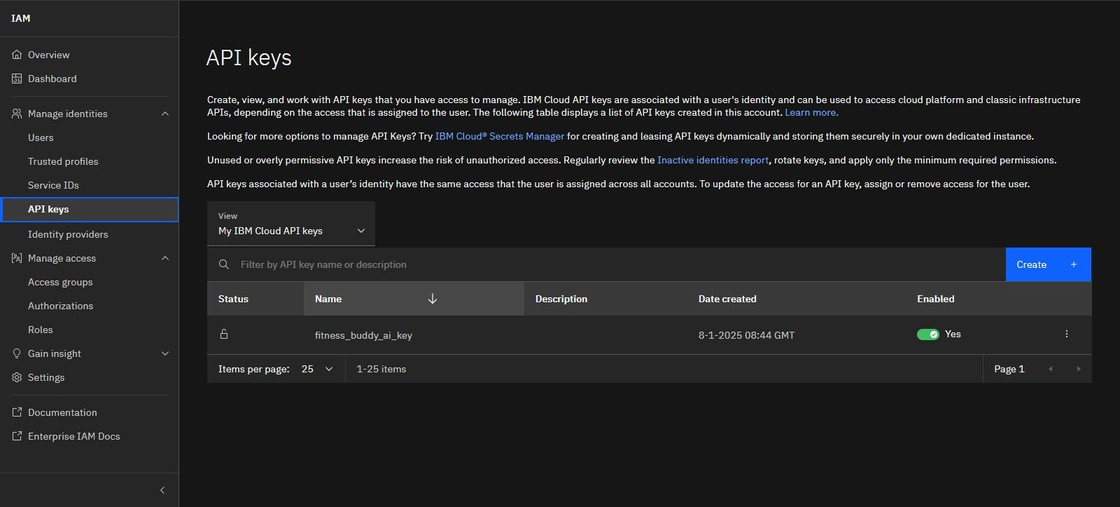 IAM
Overview
Dashboard
Manage identities
Users
Trusted profiles
Service IDs
API keys
Identity providers
Manage access
Access groups
Authorizations
Roles
Gain insight
Settings
Documentation
Enterprise IAM Docs
API keys
Create, view, and work with API keys that you have access to manage. IBM Cloud API keys are associated with a user's identity and can be used to access cloud platform and classic infrastructure
APIs, depending on the access that is assigned to the user. The following table displays a list of API keys created in this account. Learn more.
Looking for more options to manage API Keys? Try IBM Cloud® Secrets Manager for creating and leasing API keys dynamically and storing them securely in your own dedicated instance.
Unused or overly permissive API keys increase the risk of unauthorized access. Regularly review the Inactive identities report, rotate keys, and apply only the minimum required permissions.
API keys associated with a user's identity have the same access that the user is assigned across all accounts. To update the access for an API key, assign or remove access for the user.
View
My IBM Cloud API keys
Filter by API key name or description
Create +
Status Name Description Date created Enabled
fitness_buddy_ai_key 8-1-2025 08:44 GMT Yes
Items per page: 25 1-25 items Page 1